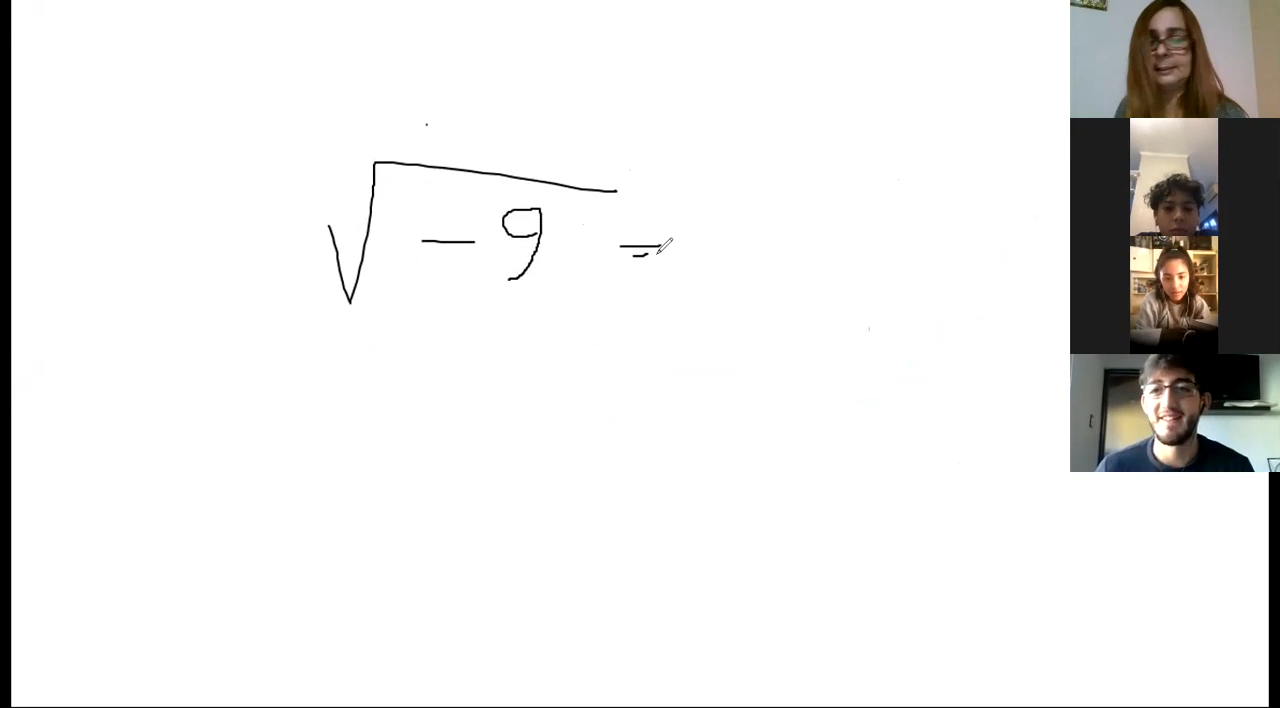 √-9 =